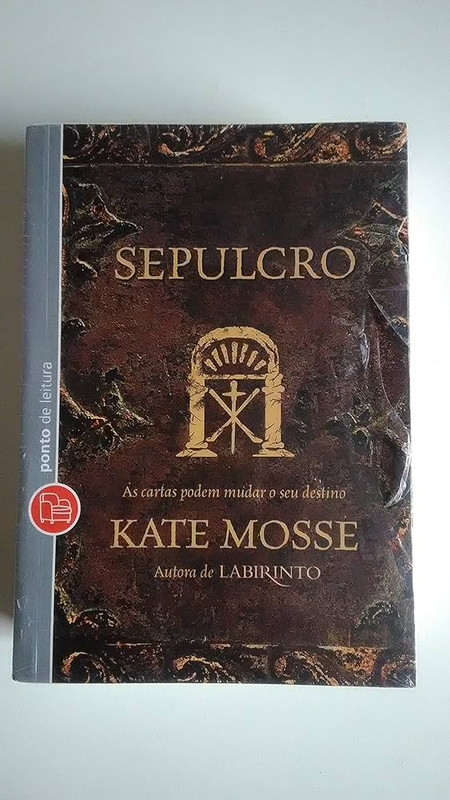 SEPULCRO
As cartas podem mudar o seu destino
KATE MOSSE
Autora de LABIRINTO
ponto de leitura